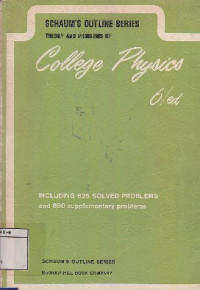 SCHAUM'S OUTLINE SERIES
THEORY AND PROBLEMS OF
College Physics
6/ed
INCLUDING 625 SOLVED PROBLEMS
and 850 supplementary problems
SCHAUM'S OUTLINE SERIES
McGRAW-HILL BOOK COMPANY